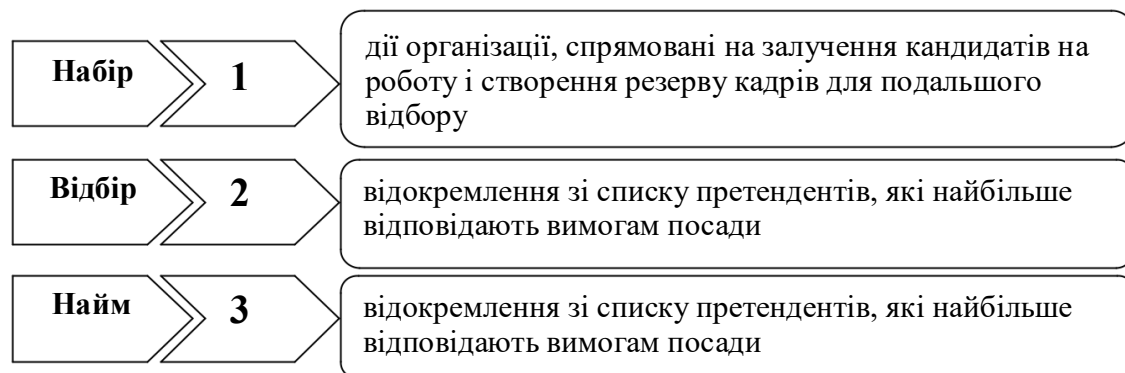 Набір
1
дії організації, спрямовані на залучення кандидатів на
роботу і створення резерву кадрів для подальшого
відбору
Відбір
2
відокремлення зі списку претендентів, які найбільше
відповідають вимогам посади
Найм
3
відокремлення зі списку претендентів, які найбільше
відповідають вимогам посади